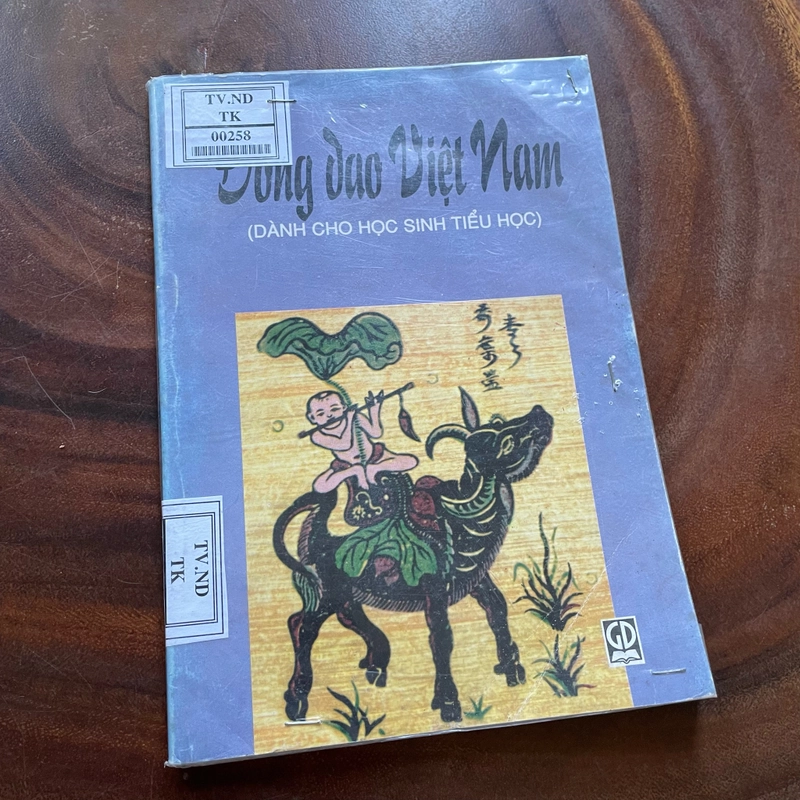 TV.ND
TK
00258
Đồng dao Việt Nam
(DÀNH CHO HỌC SINH TIỂU HỌC)
TV.ND
TK
GD